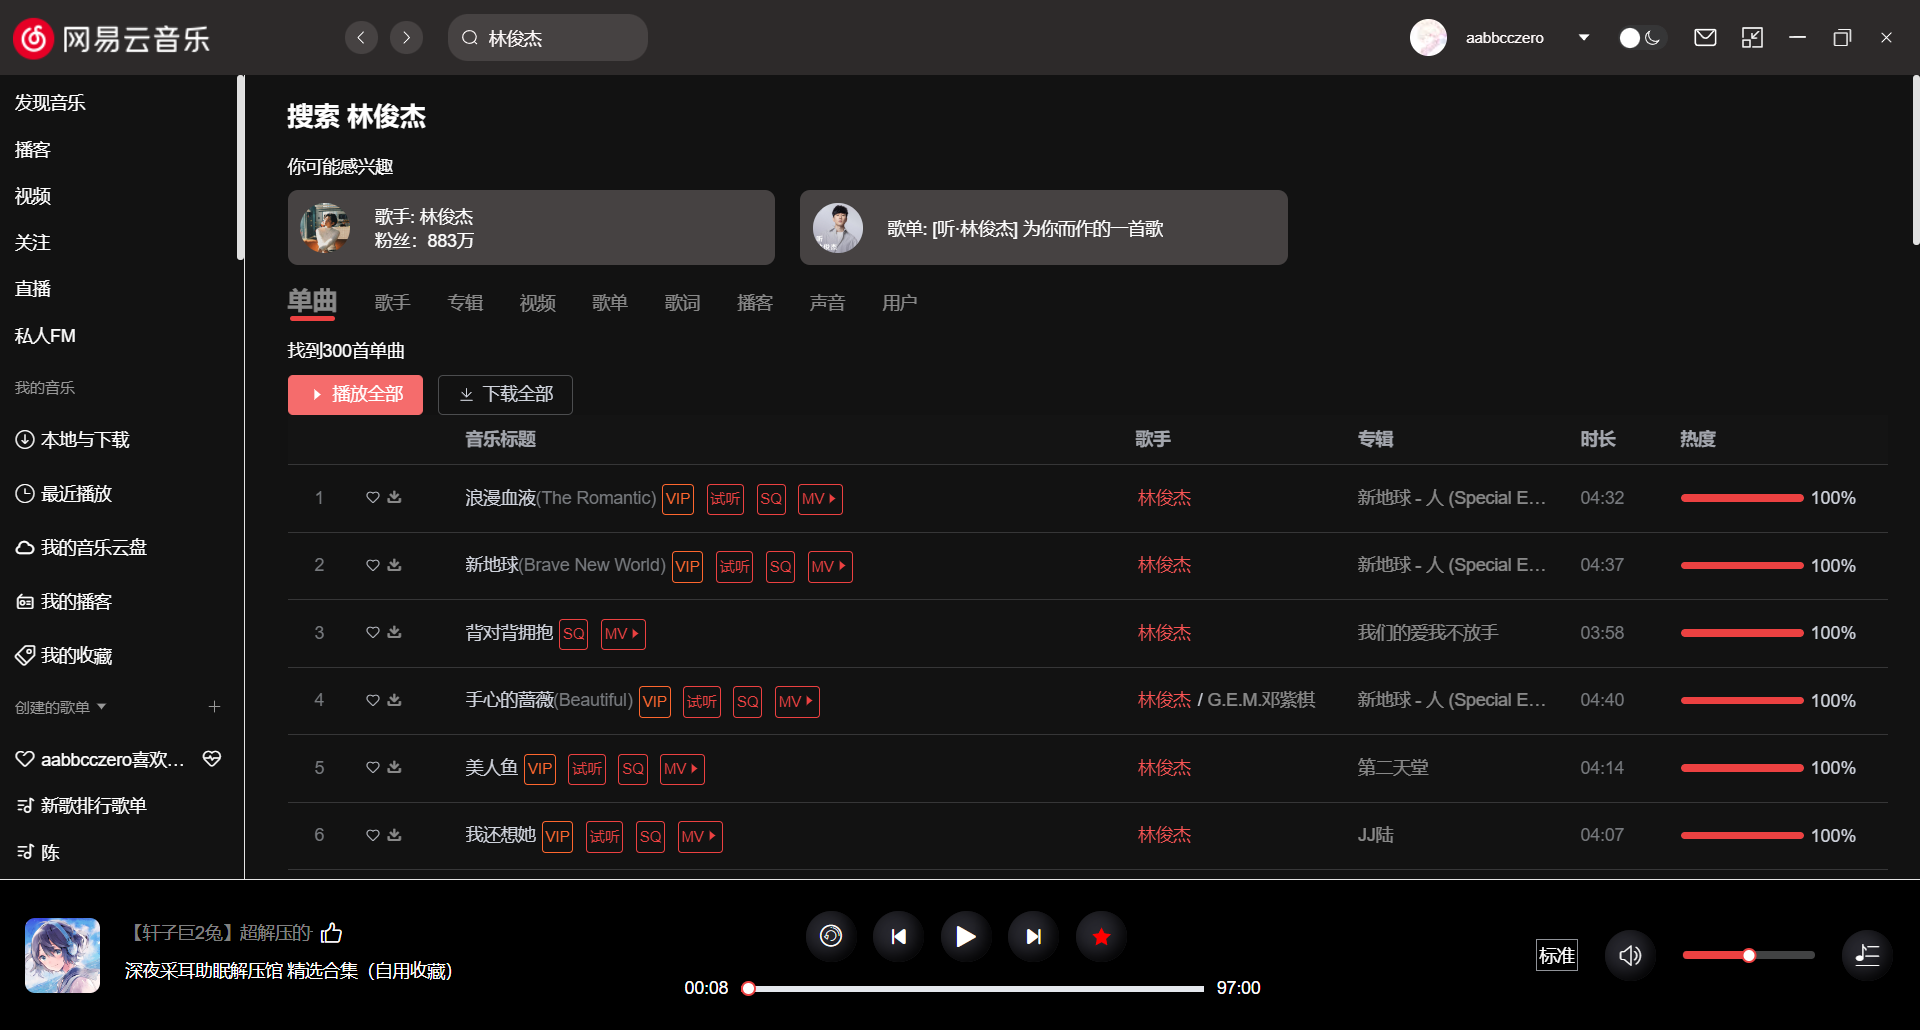 网易云音乐
林俊杰
aabbcczero
发现音乐
播客
视频
关注
直播
私人FM
我的音乐
本地与下载
最近播放
我的音乐云盘
我的播客
我的收藏
创建的歌单
aabbcczero喜欢...
新歌排行歌单
陈
搜索 林俊杰
你可能感兴趣
歌手: 林俊杰
粉丝：883万
歌单: [听·林俊杰] 为你而作的一首歌
单曲 歌手 专辑 视频 歌单 歌词 播客 声音 用户
找到300首单曲
播放全部 下载全部
音乐标题 歌手 专辑 时长 热度
1 浪漫血液(The Romantic) VIP 试听 SQ MV 林俊杰 新地球 - 人 (Special E... 04:32 100%
2 新地球(Brave New World) VIP 试听 SQ MV 林俊杰 新地球 - 人 (Special E... 04:37 100%
3 背对背拥抱 SQ MV 林俊杰 我们的爱我不放手 03:58 100%
4 手心的蔷薇(Beautiful) VIP 试听 SQ MV 林俊杰 / G.E.M.邓紫棋 新地球 - 人 (Special E... 04:40 100%
5 美人鱼 VIP 试听 SQ MV 林俊杰 第二天堂 04:14 100%
6 我还想她 VIP 试听 SQ MV 林俊杰 JJ陆 04:07 100%
【轩子巨2兔】超解压的
深夜采耳助眠解压馆 精选合集（自用收藏）
00:08 97:00
标准